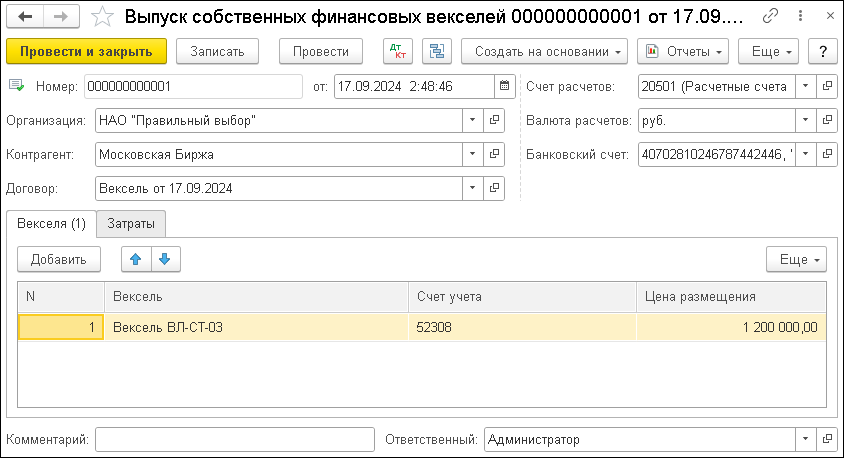 Выпуск собственных финансовых векселей 000000000001 от 17.09....
Провести и закрыть Записать Провести Дт Кт Создать на основании Отчеты Еще ?
Номер: 000000000001 от: 17.09.2024 2:48:46 Счет расчетов: 20501 (Расчетные счета
Организация: НАО "Правильный выбор" Валюта расчетов: руб.
Контрагент: Московская Биржа Банковский счет: 40702810246787442446, "
Договор: Вексель от 17.09.2024
Векселя (1) Затраты
Добавить Еще
N Вексель Счет учета Цена размещения
1 Вексель ВЛ-СТ-03 52308 1 200 000,00
Комментарий: Ответственный: Администратор